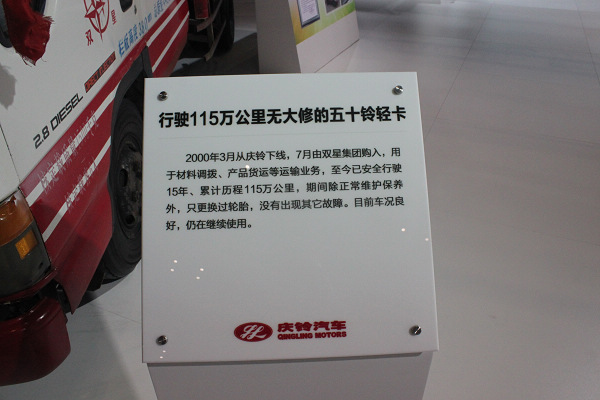 双星
2.8 DIESEL
行驶115万公里无大修的五十铃轻卡
2000年3月从庆铃下线，7月由双星集团购入，用
于材料调拨、产品货运等运输业务，至今已安全行驶
15年、累计历程115万公里，期间除正常维护保养
外，只更换过轮胎，没有出现其它故障。目前车况良
好，仍在继续使用。
庆铃汽车
QINGLING MOTORS